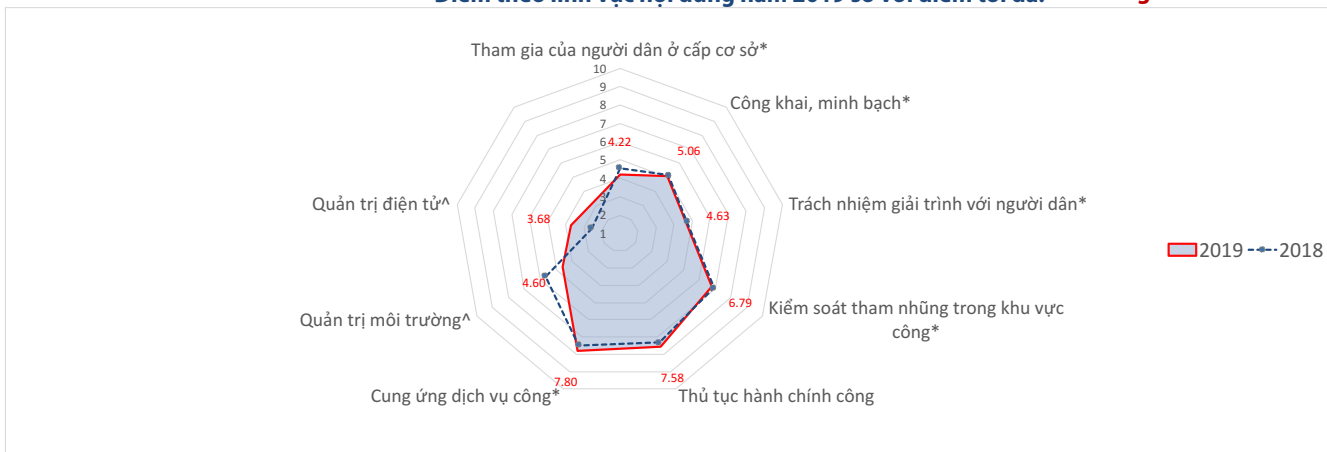 Tham gia của người dân ở cấp cơ sở*
10
9
8
7
6
5
4
3
2
1
4.22
Công khai, minh bạch*
5.06
Trách nhiệm giải trình với người dân*
4.63
Kiểm soát tham nhũng trong khu vực
công*
6.79
Thủ tục hành chính công
7.58
Cung ứng dịch vụ công*
7.80
Quản trị môi trường^
4.60
Quản trị điện tử^
3.68
2019
2018